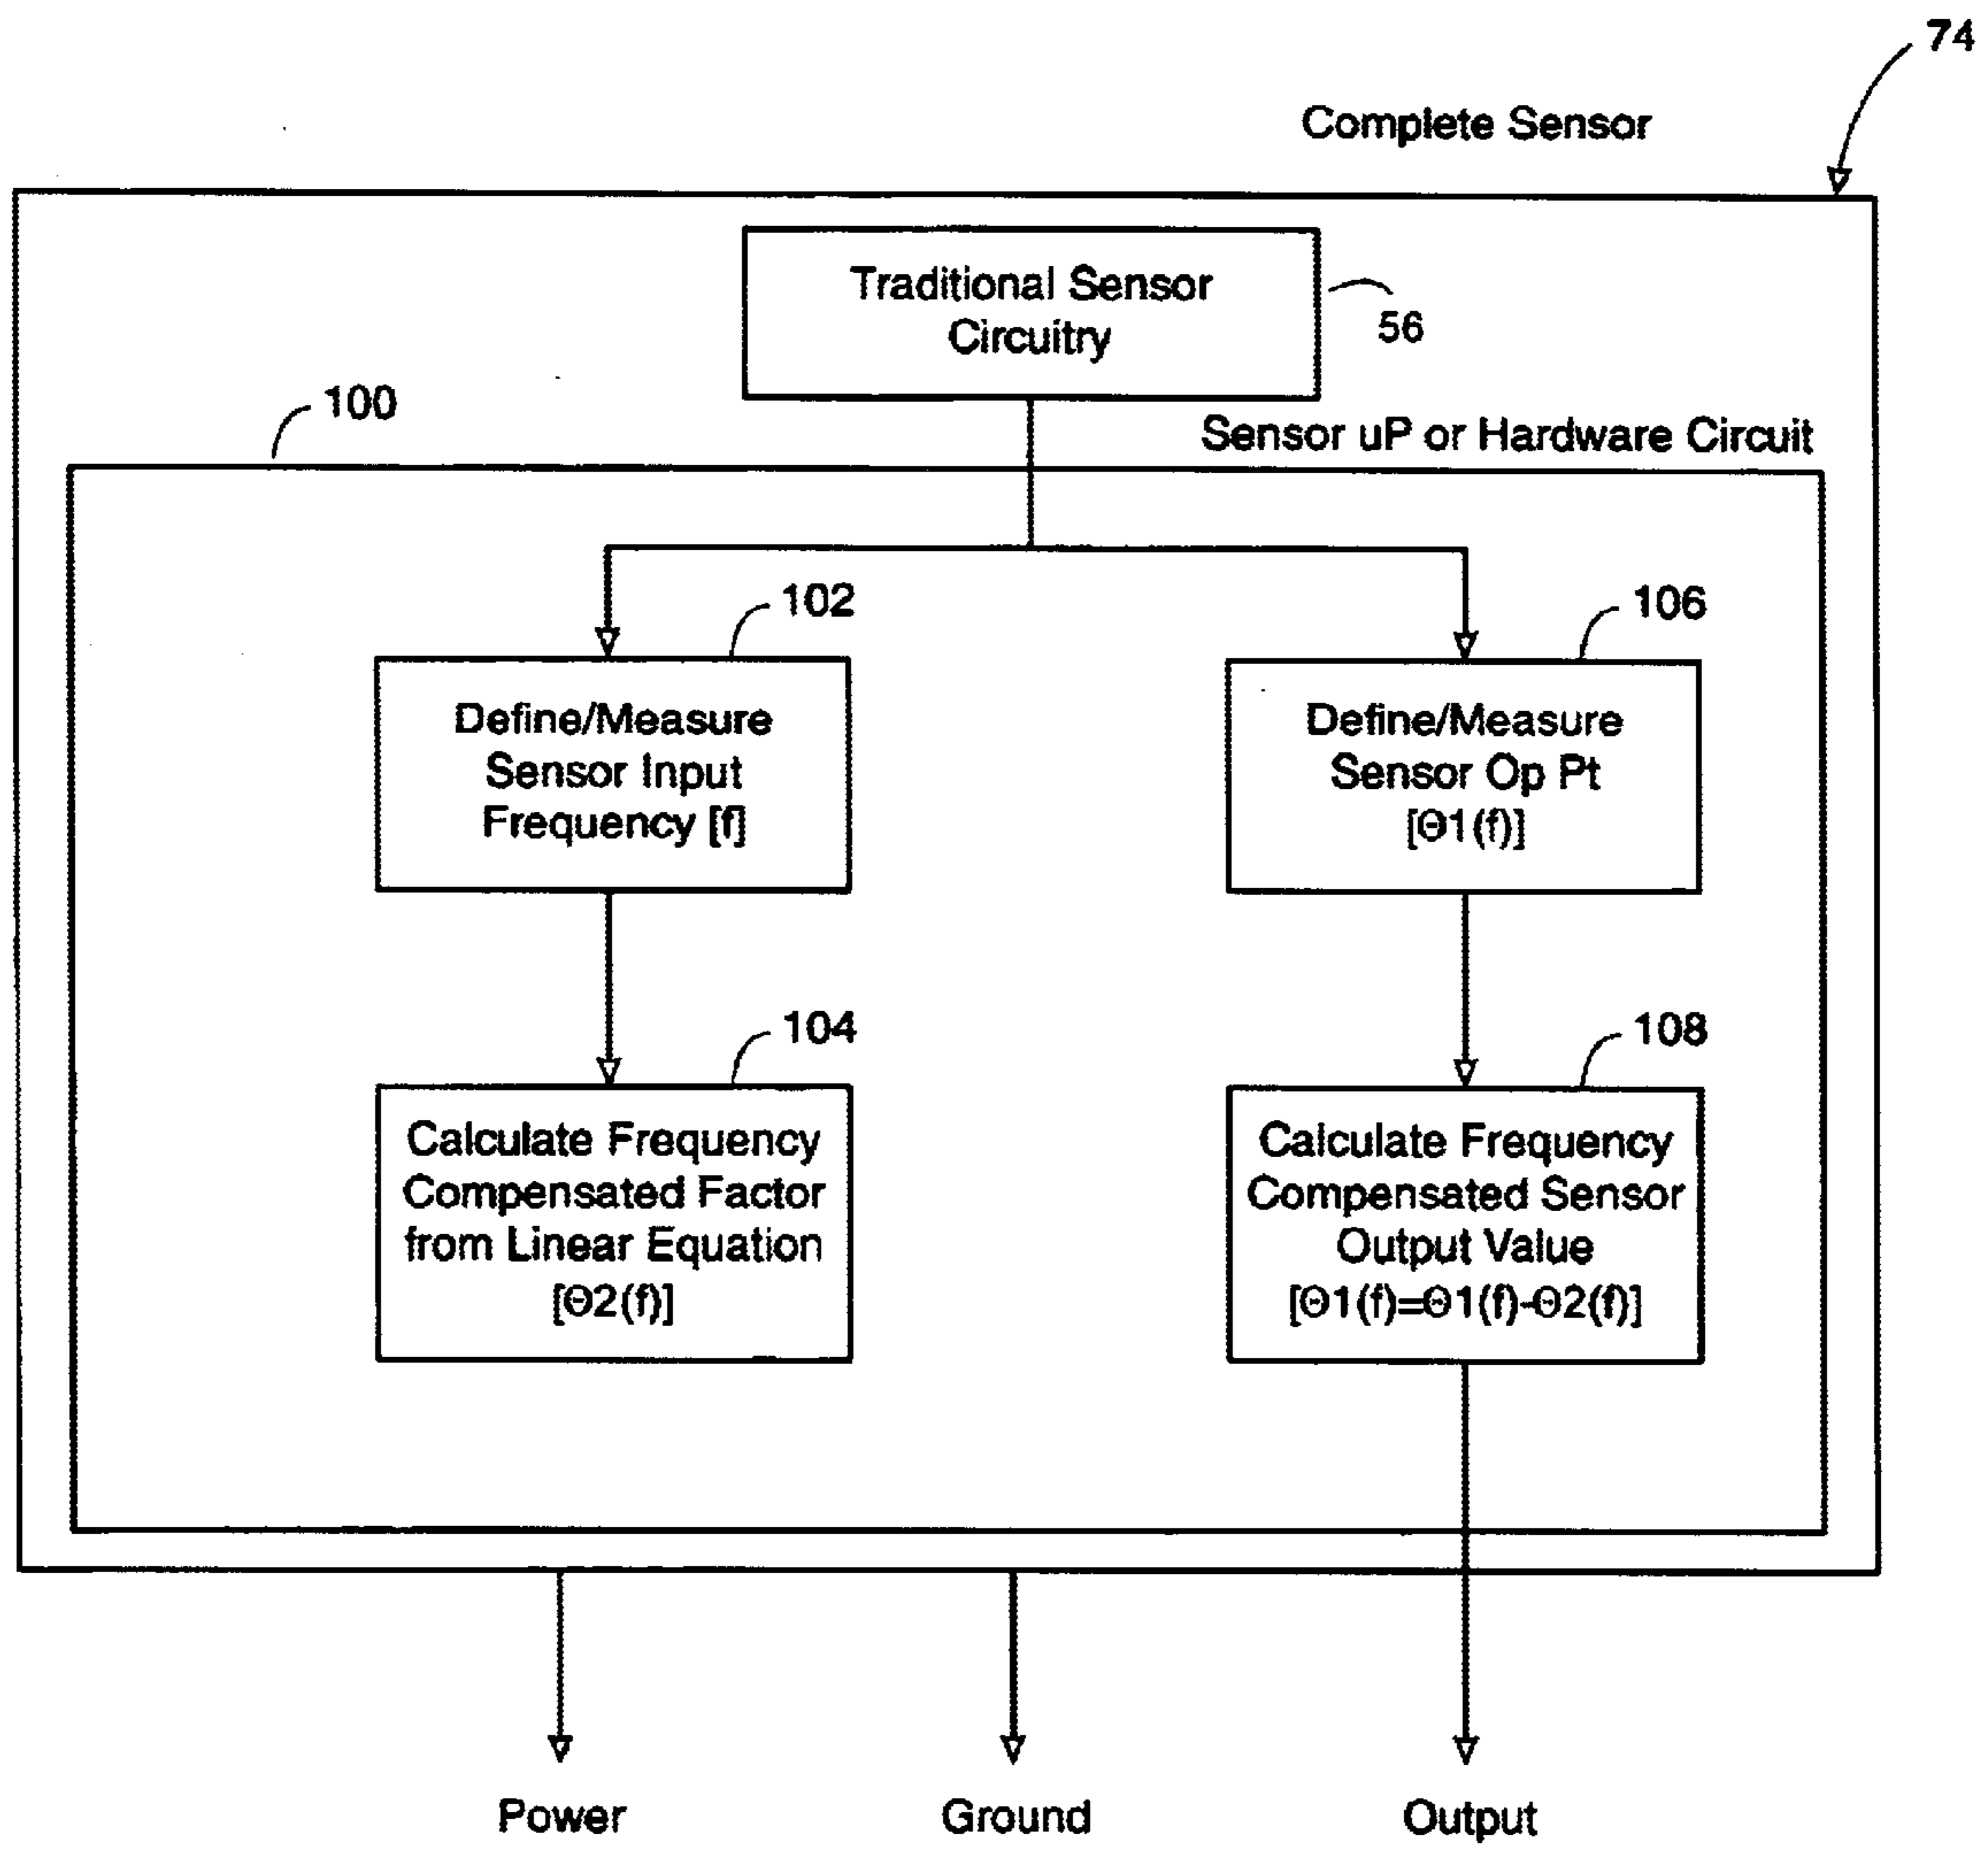 74
Complete Sensor
Traditional Sensor
Circuitry
56
100
Sensor uP or Hardware Circuit
102
106
Define/Measure
Sensor Input
Frequency [f]
Define/Measure
Sensor Op Pt
[Θ1(f)]
104
108
Calculate Frequency
Compensated Factor
from Linear Equation
[Θ2(f)]
Calculate Frequency
Compensated Sensor
Output Value
[Θ1(f)=Θ1(f)-Θ2(f)]
Power
Ground
Output